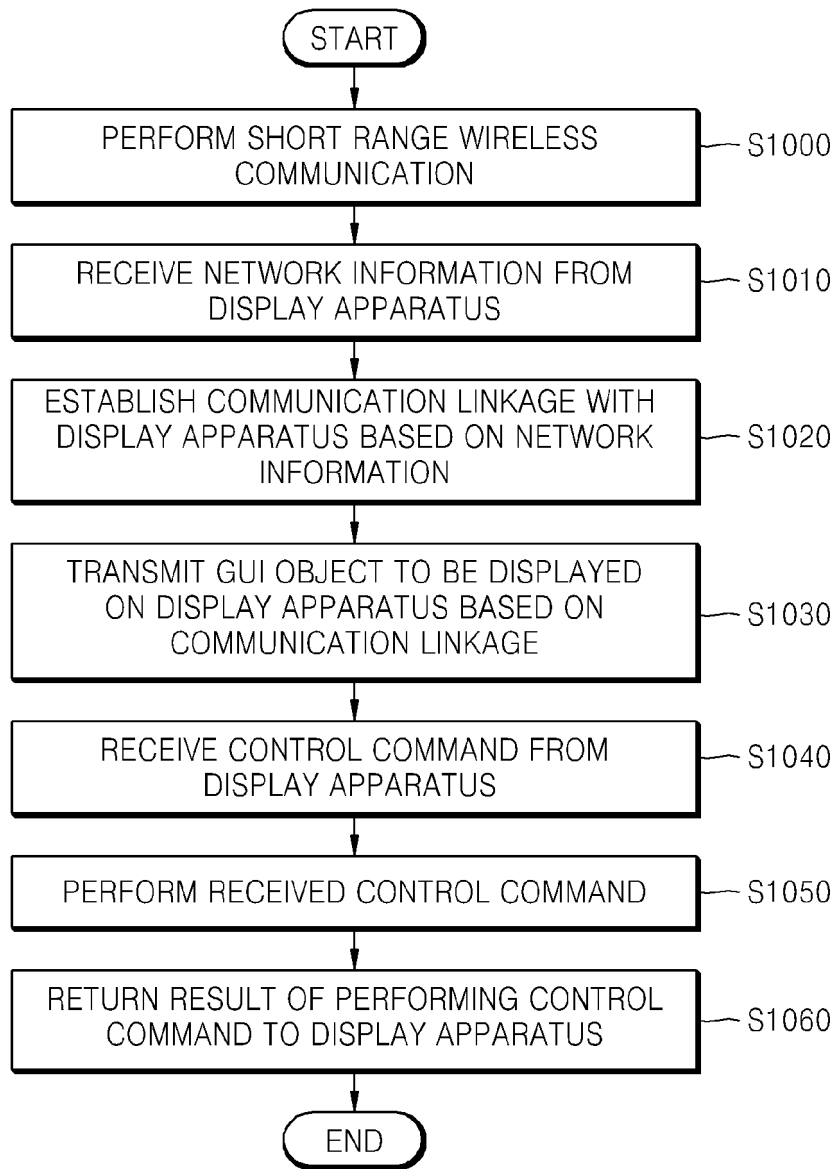 START
PERFORM SHORT RANGE WIRELESS
COMMUNICATION
S1000
RECEIVE NETWORK INFORMATION FROM
DISPLAY APPARATUS
S1010
ESTABLISH COMMUNICATION LINKAGE WITH
DISPLAY APPARATUS BASED ON NETWORK
INFORMATION
S1020
TRANSMIT GUI OBJECT TO BE DISPLAYED
ON DISPLAY APPARATUS BASED ON
COMMUNICATION LINKAGE
S1030
RECEIVE CONTROL COMMAND FROM
DISPLAY APPARATUS
S1040
PERFORM RECEIVED CONTROL COMMAND
S1050
RETURN RESULT OF PERFORMING CONTROL
COMMAND TO DISPLAY APPARATUS
S1060
END